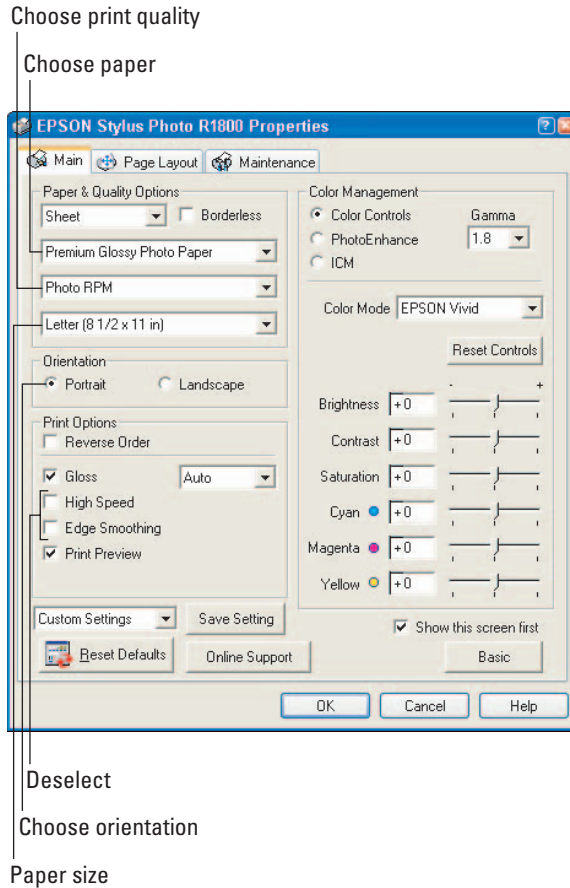 Choose print quality
Choose paper
EPSON Stylus Photo R1800 Properties
Main Page Layout Maintenance
Paper & Quality Options
Sheet Borderless
Premium Glossy Photo Paper
Photo RPM
Letter (8 1/2 x 11 in)
Orientation
Portrait Landscape
Print Options
Reverse Order
Gloss Auto
High Speed
Edge Smoothing
Print Preview
Custom Settings Save Setting
Reset Defaults Online Support
Color Management
Color Controls Gamma
PhotoEnhance 1.8
ICM
Color Mode EPSON Vivid
Reset Controls
- +
Brightness +0
Contrast +0
Saturation +0
Cyan +0
Magenta +0
Yellow +0
Show this screen first
Basic
OK Cancel Help
Deselect
Choose orientation
Paper size